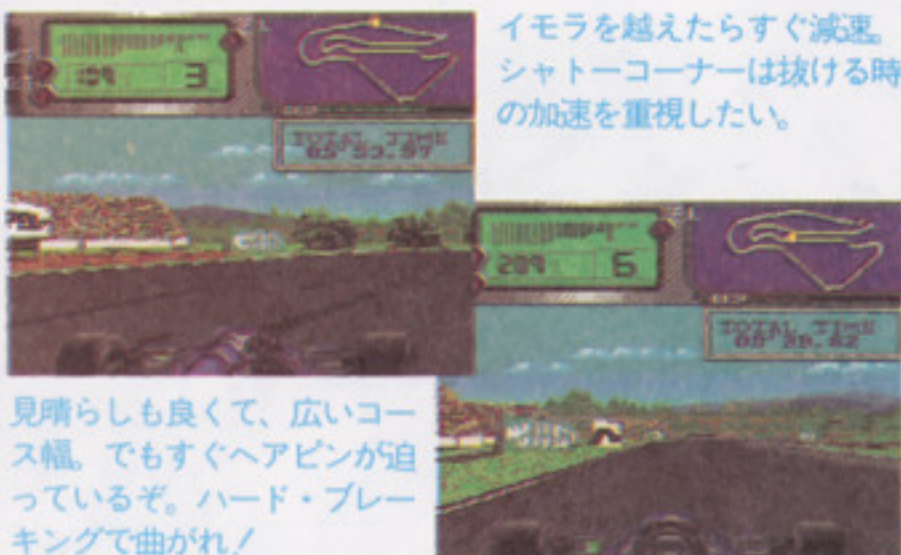 イモラを越えたらすぐ減速。
シャトーコーナーは抜ける時
の加速を重視したい。
3
TOTAL TIME
209
6
TOTAL TIME
見晴らしも良くて、広いコー
ス幅。でもすぐヘアピンが迫
っているぞ。ハード・ブレー
キングで曲がれ!